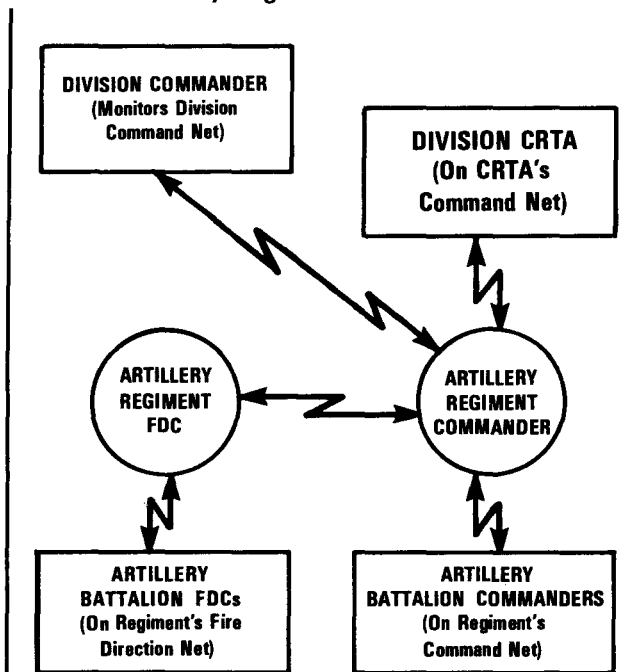 DIVISION COMMANDER
(Monitors Division
Command Net)
DIVISION CRTA
(On CRTA's
Command Net)
ARTILLERY
REGIMENT
FDC
ARTILLERY
REGIMENT
COMMANDER
ARTILLERY
BATTALION FDCs
(On Regiment's Fire
Direction Net)
ARTILLERY
BATTALION COMMANDERS
(On Regiment's
Command Net)